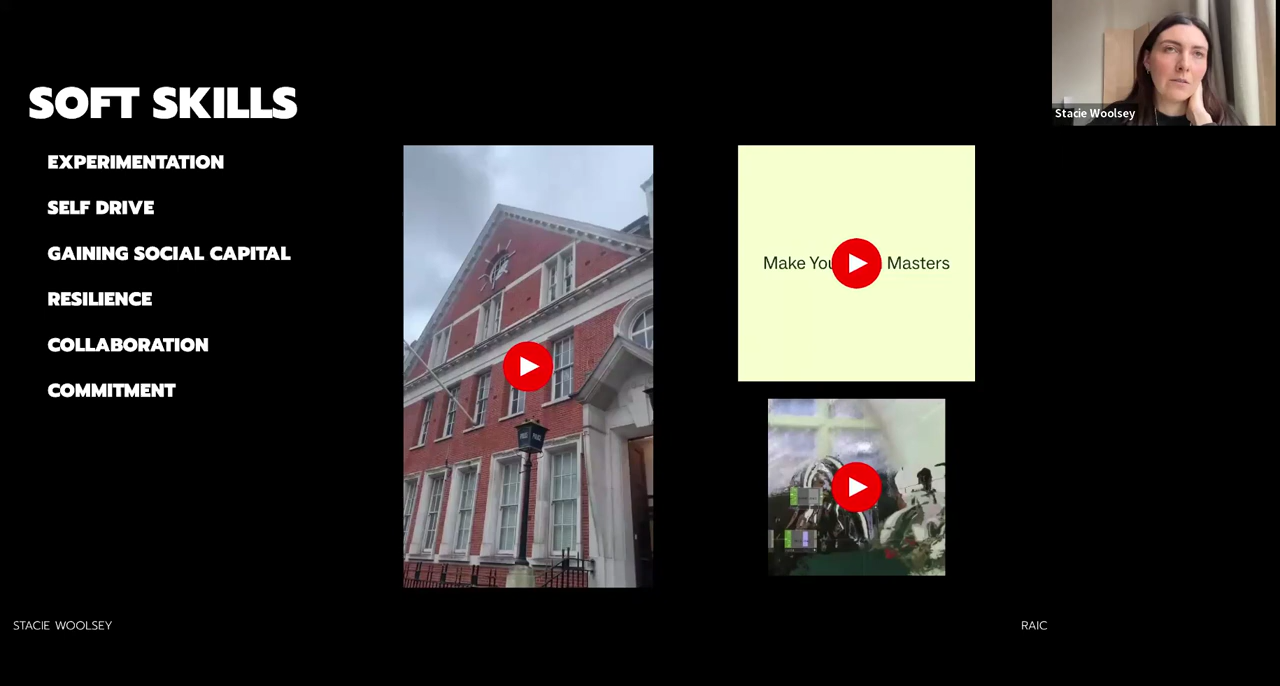 SOFT SKILLS
EXPERIMENTATION
SELF DRIVE
GAINING SOCIAL CAPITAL
RESILIENCE
COLLABORATION
COMMITMENT
Make You Masters
Stacie Woolsey
STACIE WOOLSEY
RAIC